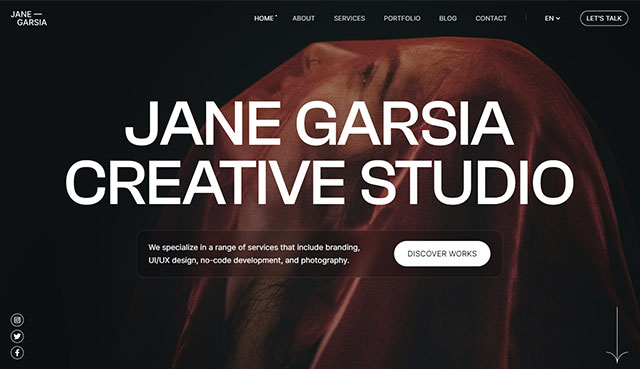 JANE —
GARSIA
HOME
ABOUT
SERVICES
PORTFOLIO
BLOG
CONTACT
EN
LET'S TALK
JANE GARSIA
CREATIVE STUDIO
We specialize in a range of services that include branding,
UI/UX design, no-code development, and photography.
DISCOVER WORKS